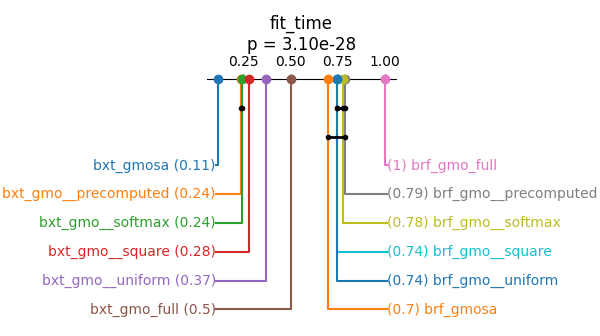 fit_time
p = 3.10e-28
0.25 0.50 0.75 1.00
bxt_gmosa (0.11) (1) brf_gmo_full
bxt_gmo__precomputed (0.24) (0.79) brf_gmo__precomputed
bxt_gmo__softmax (0.24) (0.78) brf_gmo__softmax
bxt_gmo__square (0.28) (0.74) brf_gmo__square
bxt_gmo__uniform (0.37) (0.74) brf_gmo__uniform
bxt_gmo_full (0.5) (0.7) brf_gmosa